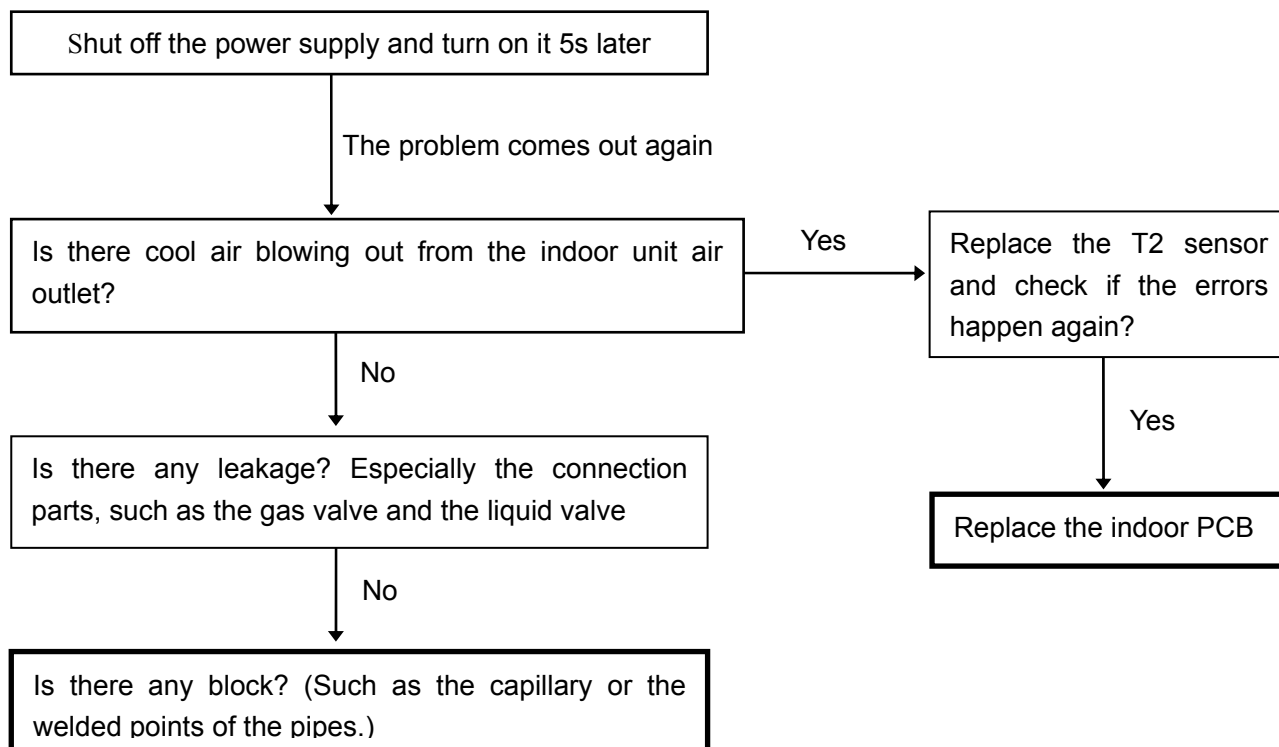 Shut off the power supply and turn on it 5s later
The problem comes out again
Is there cool air blowing out from the indoor unit air
outlet?
Yes
Replace the T2 sensor
and check if the errors
happen again?
No
Yes
Is there any leakage? Especially the connection
parts, such as the gas valve and the liquid valve
Replace the indoor PCB
No
Is there any block? (Such as the capillary or the
welded points of the pipes.)